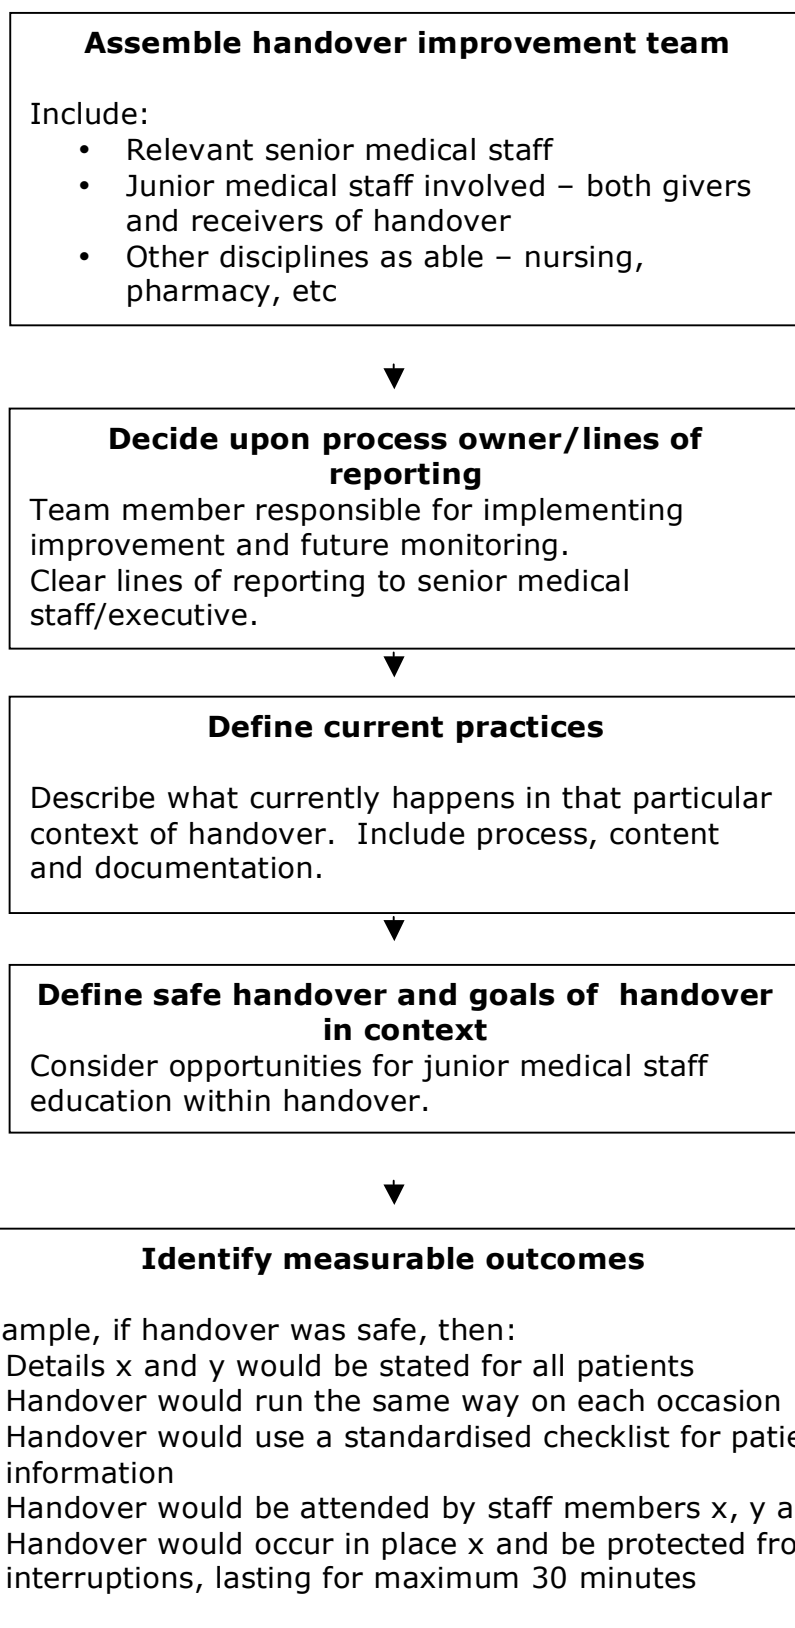 Assemble handover improvement team
Include:
• Relevant senior medical staff
• Junior medical staff involved – both givers
and receivers of handover
• Other disciplines as able – nursing,
pharmacy, etc
Decide upon process owner/lines of
reporting
Team member responsible for implementing
improvement and future monitoring.
Clear lines of reporting to senior medical
staff/executive.
Define current practices
Describe what currently happens in that particular
context of handover.  Include process, content
and documentation.
Define safe handover and goals of  handover
in context
Consider opportunities for junior medical staff
education within handover.
Identify measurable outcomes
ample, if handover was safe, then:
Details x and y would be stated for all patients
Handover would run the same way on each occasion
Handover would use a standardised checklist for patie
information
Handover would be attended by staff members x, y a
Handover would occur in place x and be protected fro
interruptions, lasting for maximum 30 minutes